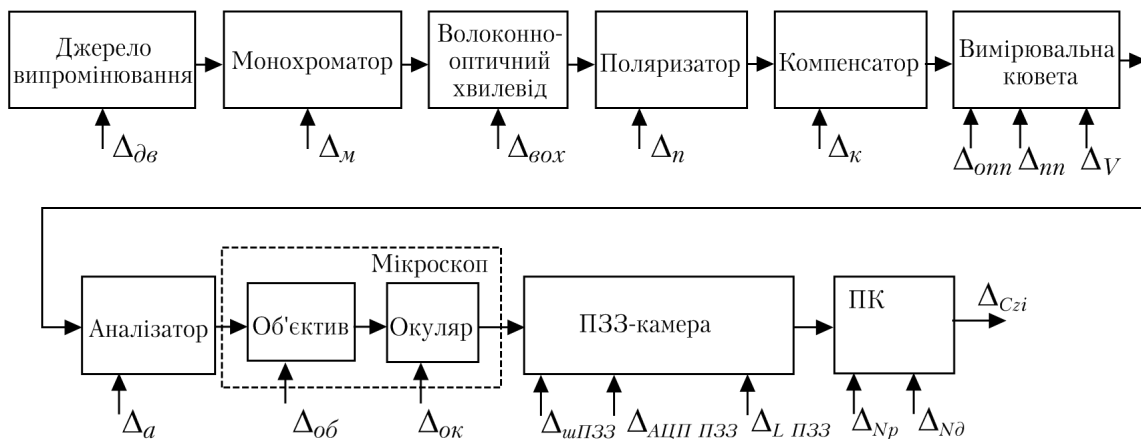 Джерело
випромінювання
Монохроматор
Волоконно-
оптичний
хвилевід
Поляризатор
Компенсатор
Вимірювальна
кювета
Δдв
Δм
Δвох
Δп
Δк
Δопп
Δпп
ΔV
Мікроскоп
Аналізатор
Об'єктив
Окуляр
ПЗЗ-камера
ПК
ΔCгi
Δа
Δоб
Δок
ΔшПЗЗ
ΔАЦП ПЗЗ
ΔL ПЗЗ
ΔNр
ΔNд